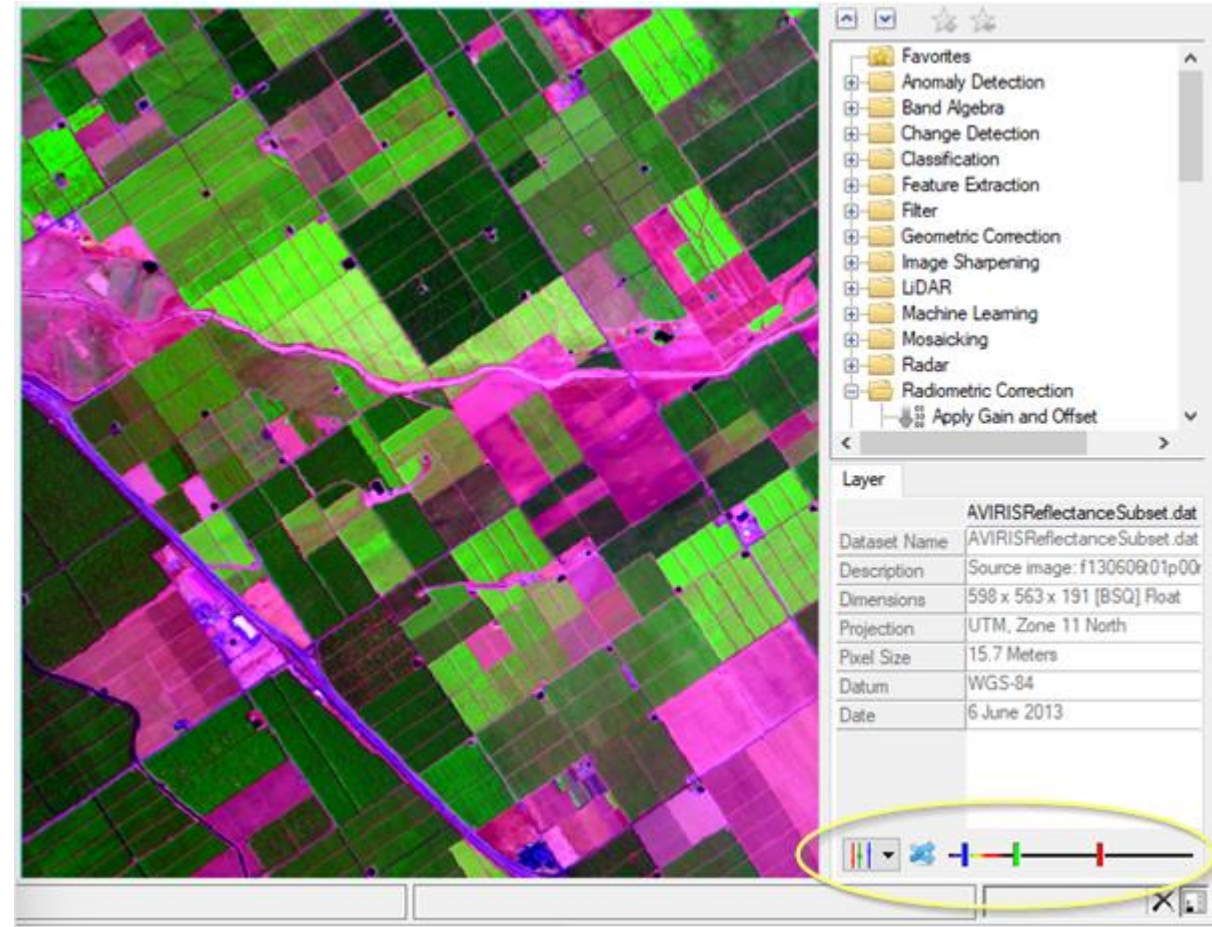 Favorites
Anomaly Detection
Band Algebra
Change Detection
Classification
Feature Extraction
Filter
Geometric Correction
Image Sharpening
LiDAR
Machine Learning
Mosaicking
Radar
Radiometric Correction
Apply Gain and Offset
Layer
AVIRISReflectanceSubset.dat
Dataset Name AVIRISReflectanceSubset.dat
Description Source image: f130606t01p00r
Dimensions 598 x 563 x 191 [BSQ] Float
Projection UTM, Zone 11 North
Pixel Size 15.7 Meters
Datum WGS-84
Date 6 June 2013